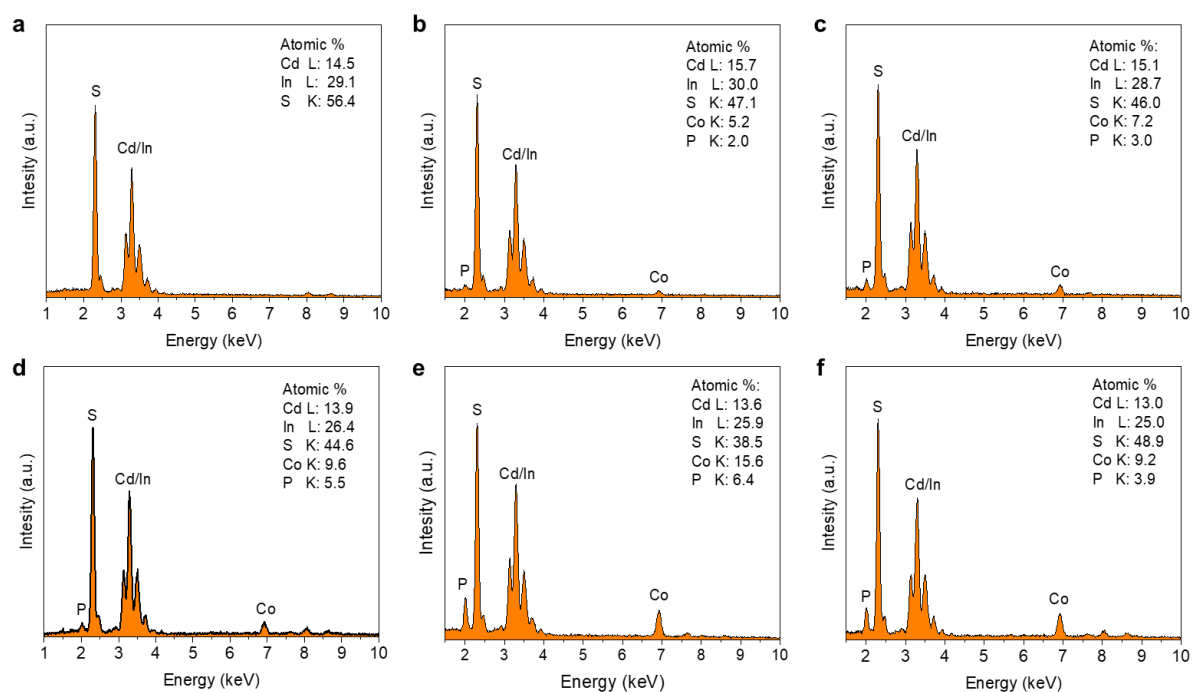 a
Atomic %
Cd L: 14.5
In L: 29.1
S K: 56.4
S
Cd/In
Intesity (a.u.)
1 2 3 4 5 6 7 8 9 10
Energy (keV)
b
Atomic %
Cd L: 15.7
In L: 30.0
S K: 47.1
Co K: 5.2
P K: 2.0
S
Cd/In
P
Co
Intesity (a.u.)
2 3 4 5 6 7 8 9 10
Energy (keV)
c
Atomic %:
Cd L: 15.1
In L: 28.7
S K: 46.0
Co K: 7.2
P K: 3.0
S
Cd/In
P
Co
Intesity (a.u.)
2 3 4 5 6 7 8 9 10
Energy (keV)
d
Atomic %
Cd L: 13.9
In L: 26.4
S K: 44.6
Co K: 9.6
P K: 5.5
S
Cd/In
P
Co
Intesity (a.u.)
1 2 3 4 5 6 7 8 9 10
Energy (keV)
e
Atomic %:
Cd L: 13.6
In L: 25.9
S K: 38.5
Co K: 15.6
P K: 6.4
S
Cd/In
P
Co
Intesity (a.u.)
2 3 4 5 6 7 8 9 10
Energy (keV)
f
Atomic %
Cd L: 13.0
In L: 25.0
S K: 48.9
Co K: 9.2
P K: 3.9
S
Cd/In
P
Co
Intesity (a.u.)
2 3 4 5 6 7 8 9 10
Energy (keV)